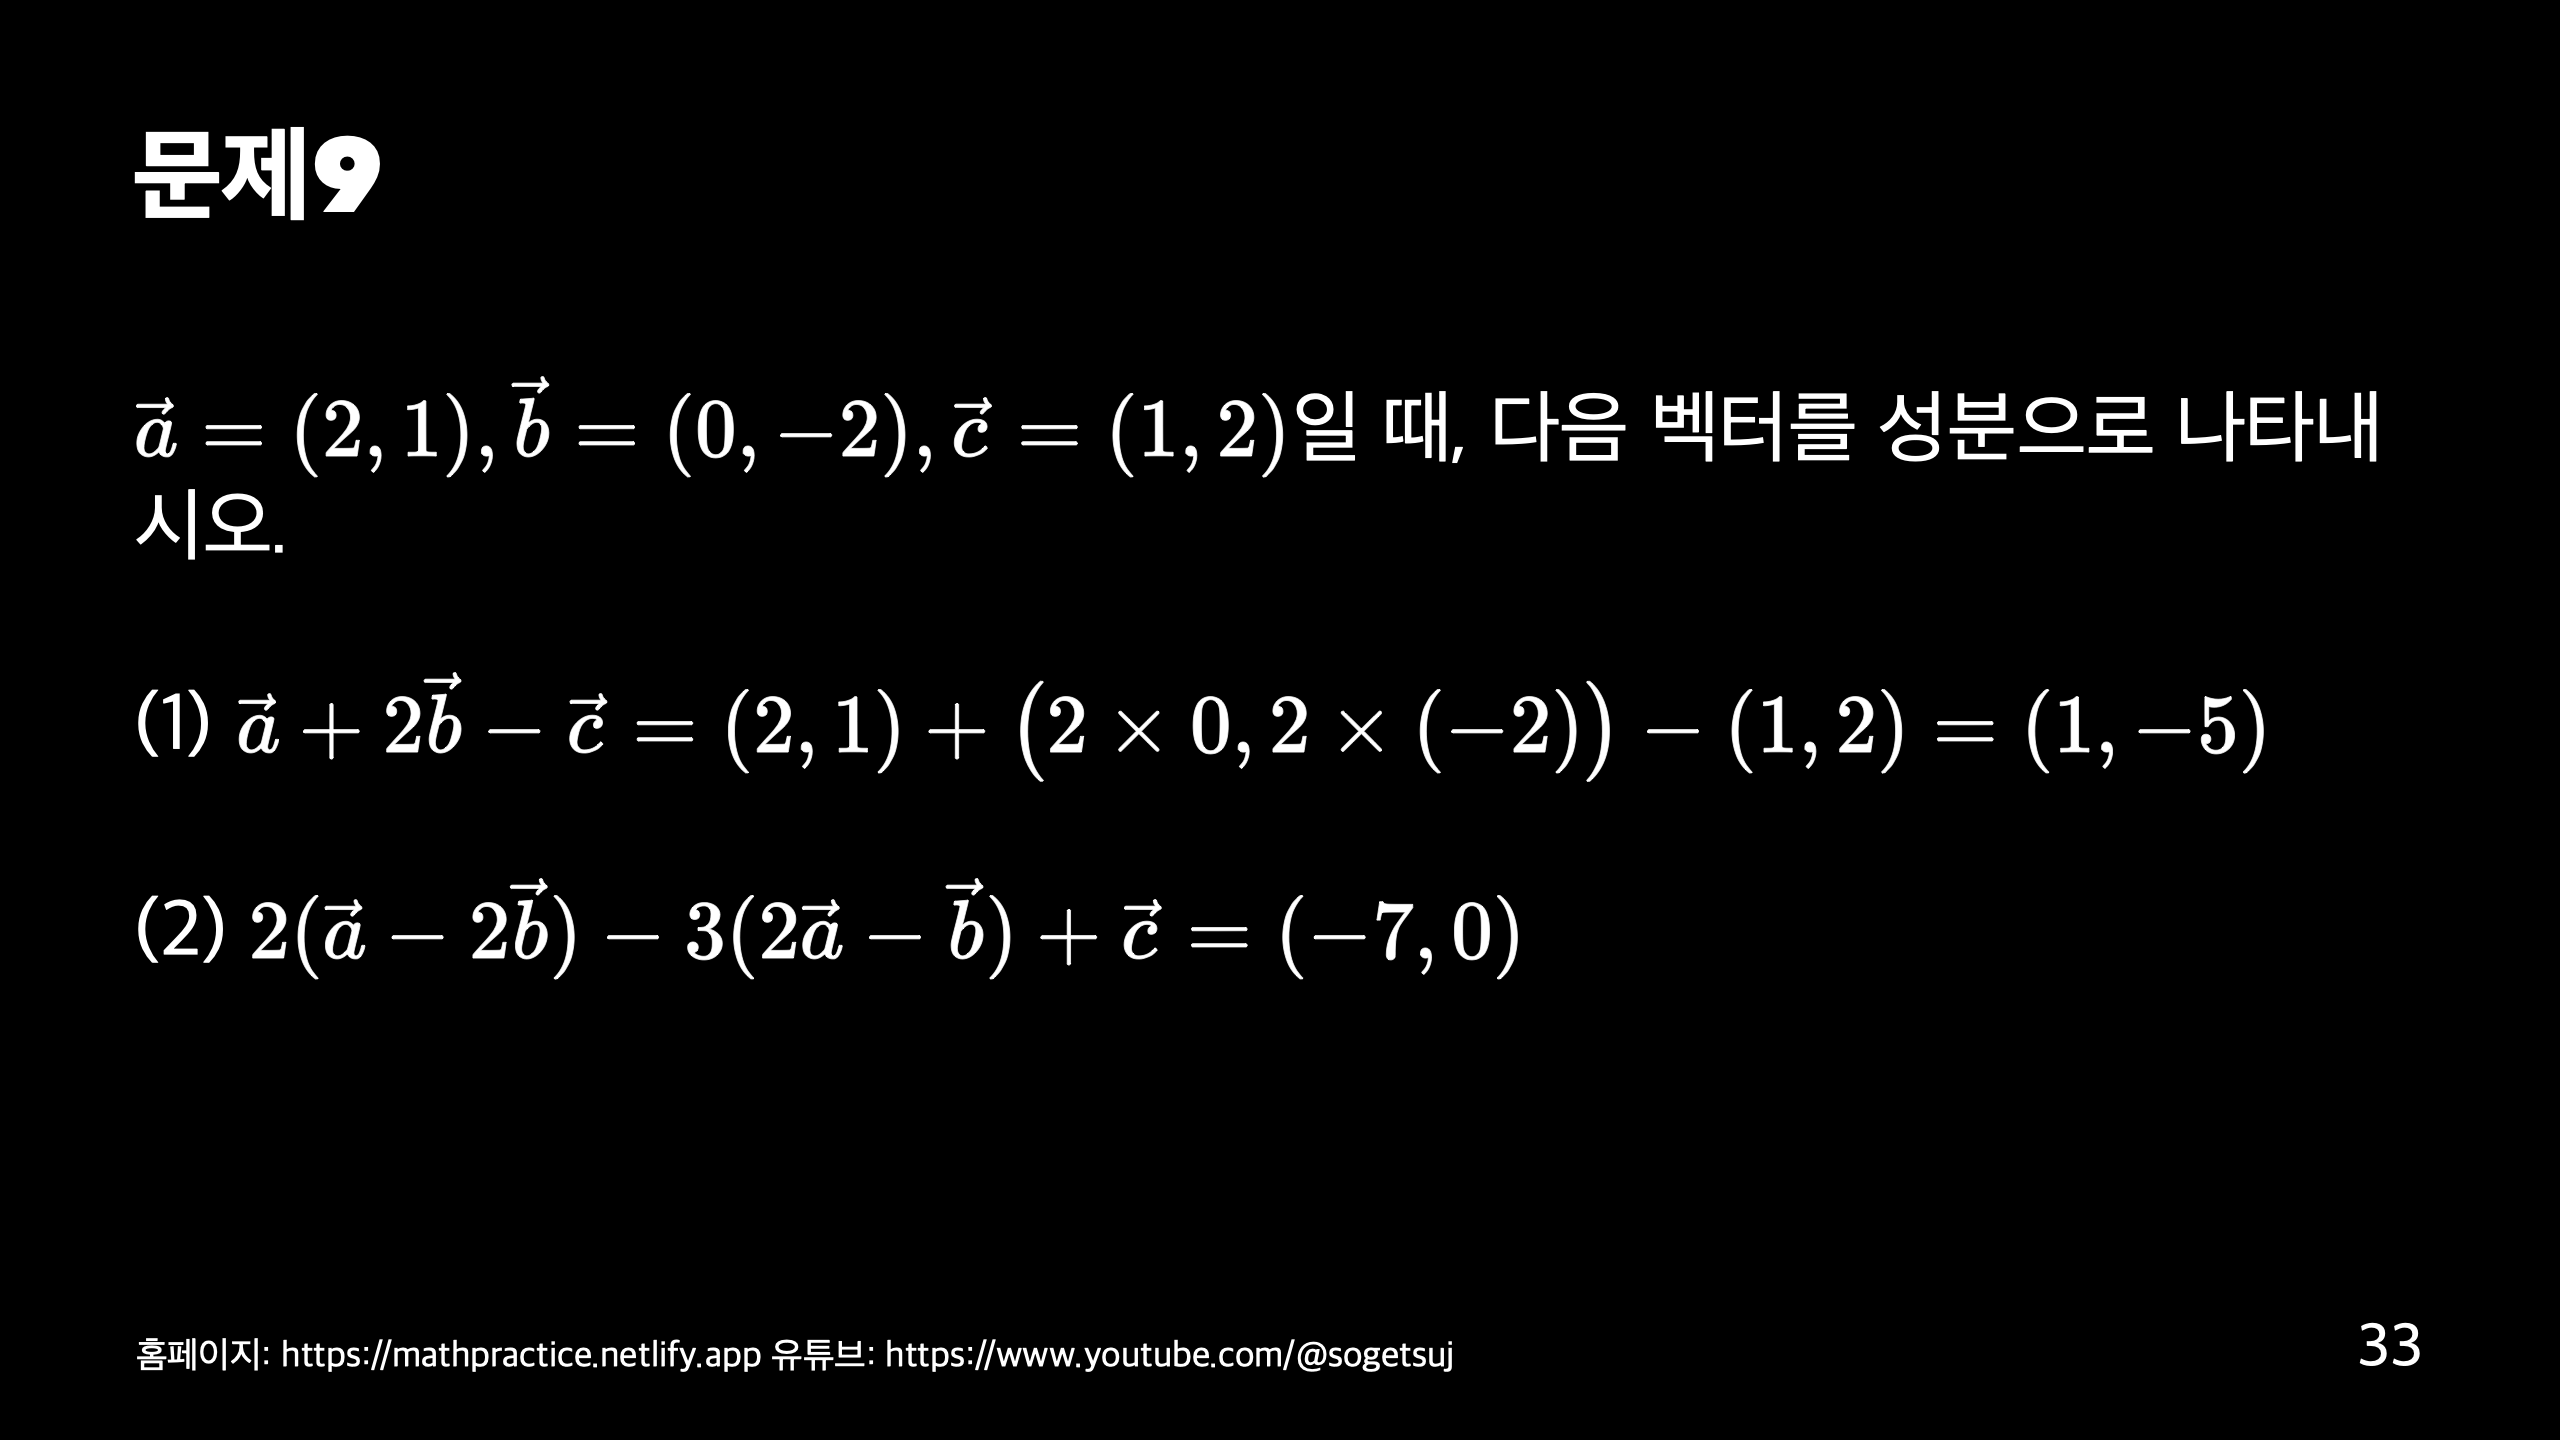 문제9
$\vec{a} = (2, 1), \vec{b} = (0, -2), \vec{c} = (1, 2)$일 때, 다음 벡터를 성분으로 나타내
시오.
(1) $\vec{a} + 2\vec{b} - \vec{c} = (2, 1) + (2 \times 0, 2 \times (-2)) - (1, 2) = (1, -5)$
(2) $2(\vec{a} - 2\vec{b}) - 3(2\vec{a} - \vec{b}) + \vec{c} = (-7, 0)$
홈페이지: https://mathpractice.netlify.app 유튜브: https://www.youtube.com/@sogetsuj
33